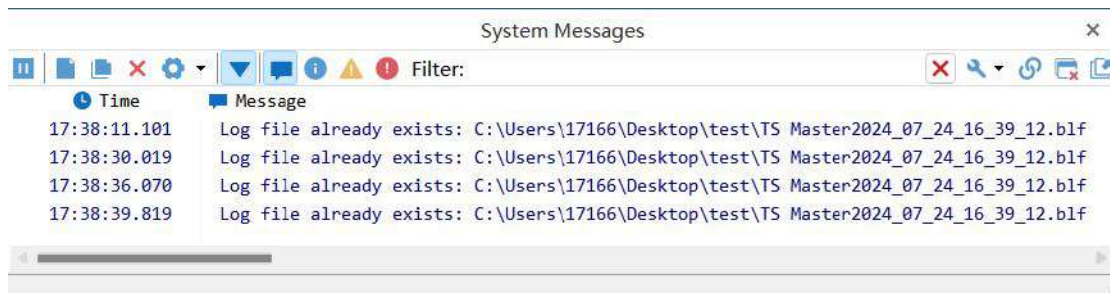 System Messages
Filter:
Time Message
17:38:11.101 Log file already exists: C:\Users\17166\Desktop\test\TS Master2024_07_24_16_39_12.blf
17:38:30.019 Log file already exists: C:\Users\17166\Desktop\test\TS Master2024_07_24_16_39_12.blf
17:38:36.070 Log file already exists: C:\Users\17166\Desktop\test\TS Master2024_07_24_16_39_12.blf
17:38:39.819 Log file already exists: C:\Users\17166\Desktop\test\TS Master2024_07_24_16_39_12.blf